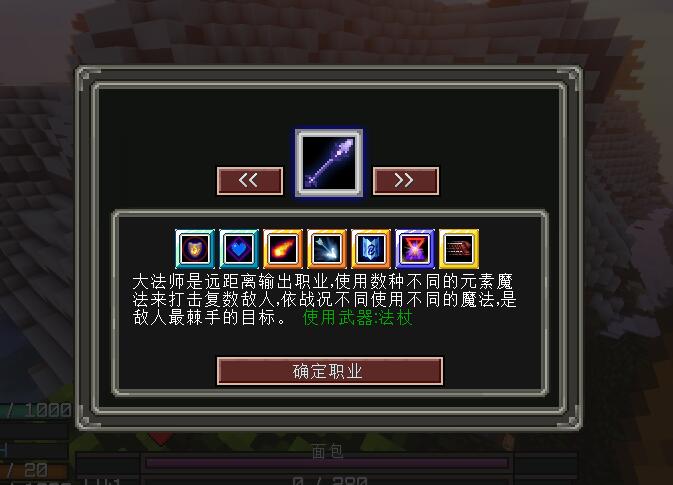 << >>
大法师是远距离输出职业,使用数种不同的元素魔
法来打击复数敌人,依战况不同使用不同的魔法,是
敌人最棘手的目标。 使用武器:法杖
确定职业
/ 1000
面包
/ 20
0 / 280